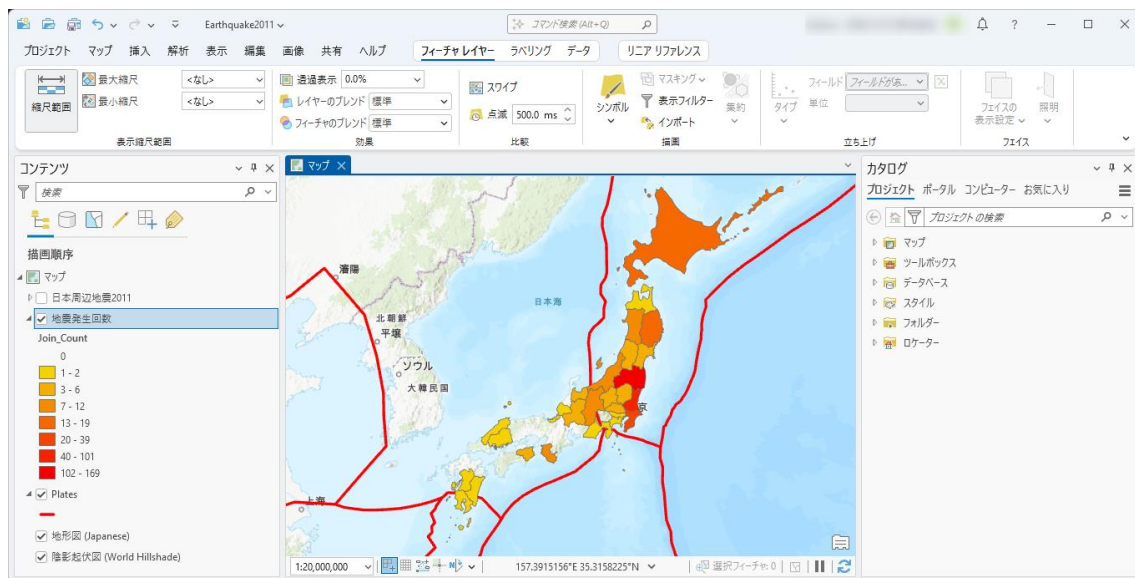 Earthquake2011
コマンド検索 (Alt+Q)
?
プロジェクト マップ 挿入 解析 表示 編集 画像 共有 ヘルプ フィーチャ レイヤー ラベリング データ リニア リファレンス
縮尺範囲
最大縮尺 <なし>
最小縮尺 <なし>
表示縮尺範囲
透過表示 0.0%
レイヤーのブレンド 標準
フィーチャのブレンド 標準
効果
スワイプ
点滅 500.0 ms
比較
シンボル
マスキング
表示フィルター
インポート
集約
描画
タイプ
フィールド フィールドがあ...
単位
立ち上げ
フェイスの
表示設定
照明
フェイス
コンテンツ
検索
描画順序
マップ
日本周辺地震2011
地震発生回数
Join_Count
0
1 - 2
3 - 6
7 - 12
13 - 19
20 - 39
40 - 101
102 - 169
Plates
地形図 (Japanese)
陰影起伏図 (World Hillshade)
マップ
瀋陽
日本海
北朝鮮
平壌
ソウル
大韓民国
京
上海
1:20,000,000
157.3915156°E 35.3158225°N
選択フィーチャ: 0
カタログ
プロジェクト ポータル コンピューター お気に入り
プロジェクトの検索
マップ
ツールボックス
データベース
スタイル
フォルダー
ロケーター